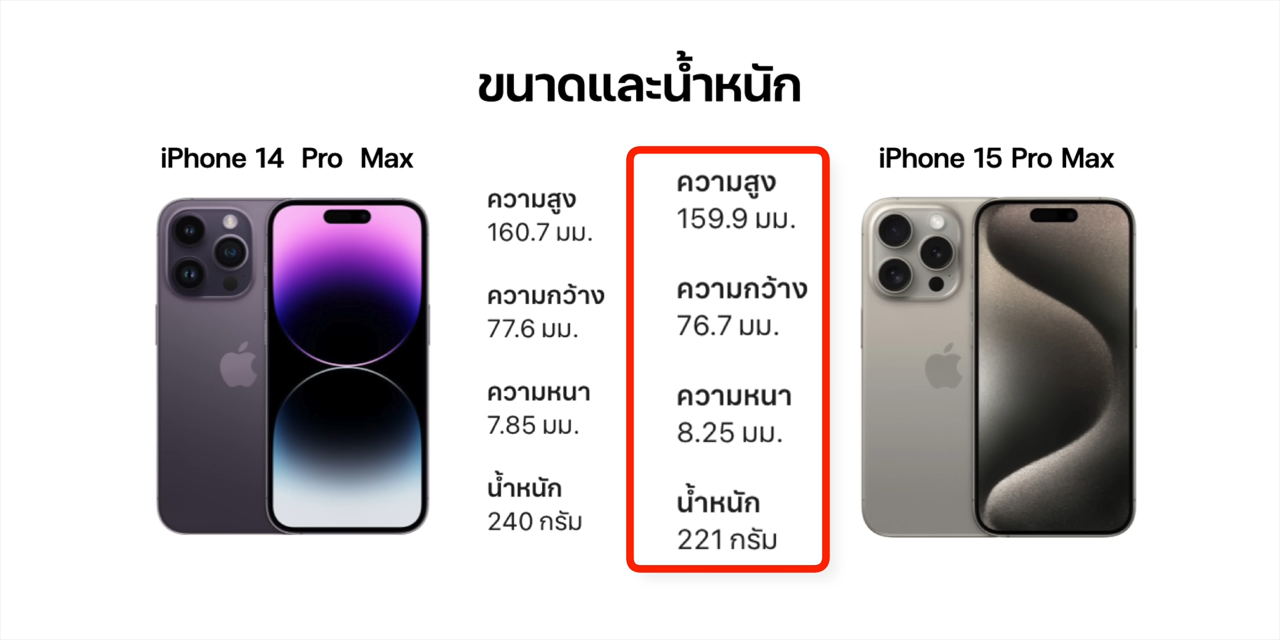 ขนาดและน้ำหนัก
iPhone 14 Pro Max
ความสูง
160.7 มม.
ความกว้าง
77.6 มม.
ความหนา
7.85 มม.
น้ำหนัก
240 กรัม
ความสูง
159.9 มม.
ความกว้าง
76.7 มม.
ความหนา
8.25 มม.
น้ำหนัก
221 กรัม
iPhone 15 Pro Max